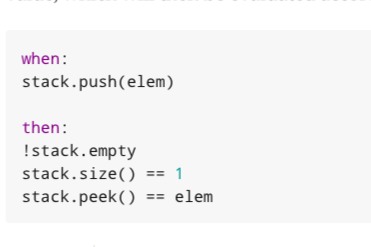 when:
stack.push(elem)
then:
!stack.empty
stack.size() == 1
stack.peek() == elem